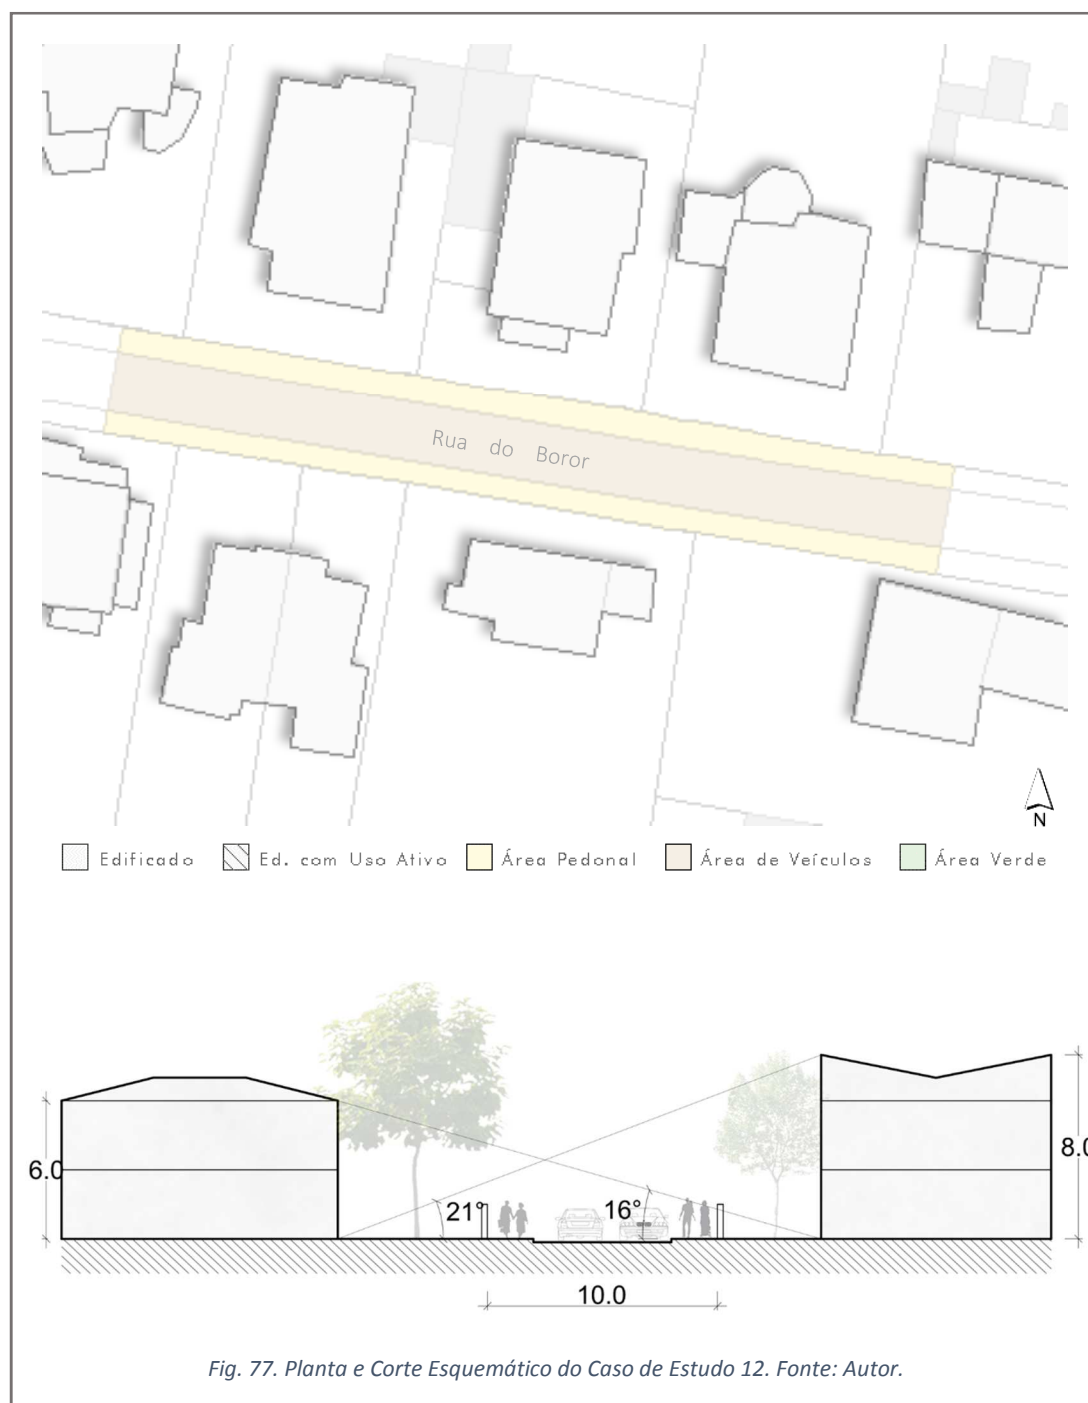 Rua do Boror
N
Edificado Ed. com Uso Ativo Área Pedonal Área de Veículos Área Verde
6.0
21°
16°
8.0
10.0
Fig. 77. Planta e Corte Esquemático do Caso de Estudo 12. Fonte: Autor.